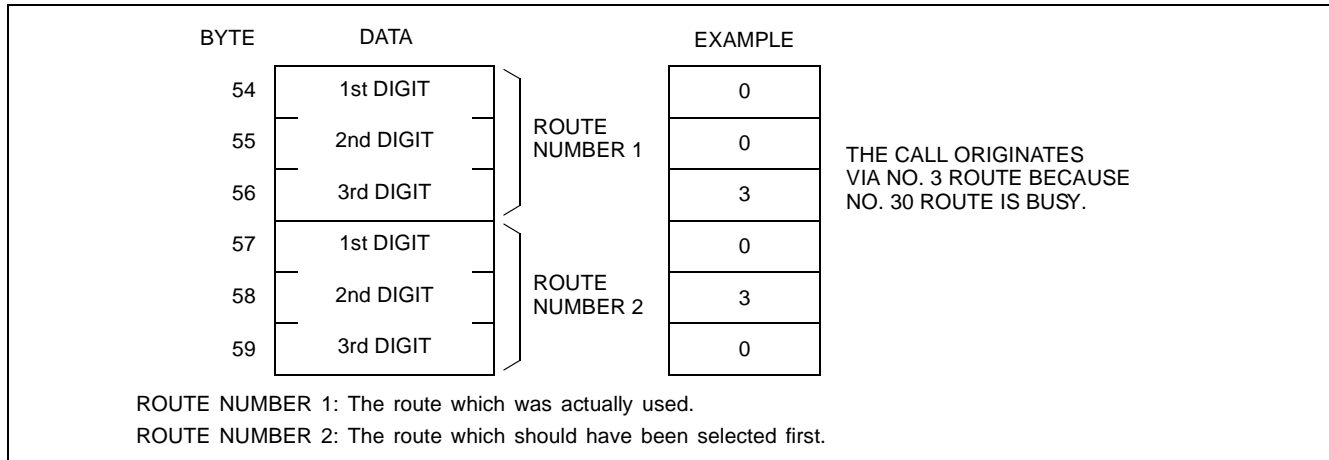 BYTE DATA EXAMPLE
54 1st DIGIT 0
55 2nd DIGIT 0
56 3rd DIGIT 3
ROUTE
NUMBER 1
57 1st DIGIT 0
58 2nd DIGIT 3
59 3rd DIGIT 0
ROUTE
NUMBER 2
THE CALL ORIGINATES
VIA NO. 3 ROUTE BECAUSE
NO. 30 ROUTE IS BUSY.
ROUTE NUMBER 1: The route which was actually used.
ROUTE NUMBER 2: The route which should have been selected first.